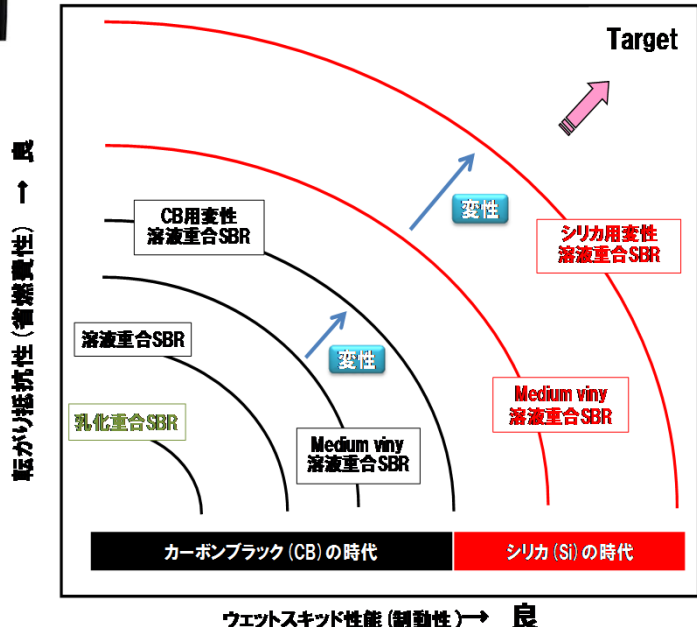 Target
転がり抵抗性(省燃費性) → 良
CB用変性
溶液重合SBR
変性
シリカ用変性
溶液重合SBR
溶液重合SBR
変性
乳化重合SBR
Medium viny
溶液重合SBR
Medium viny
溶液重合SBR
カーボンブラック(CB)の時代
シリカ(Si)の時代
ウェットスキッド性能(制動性)→ 良